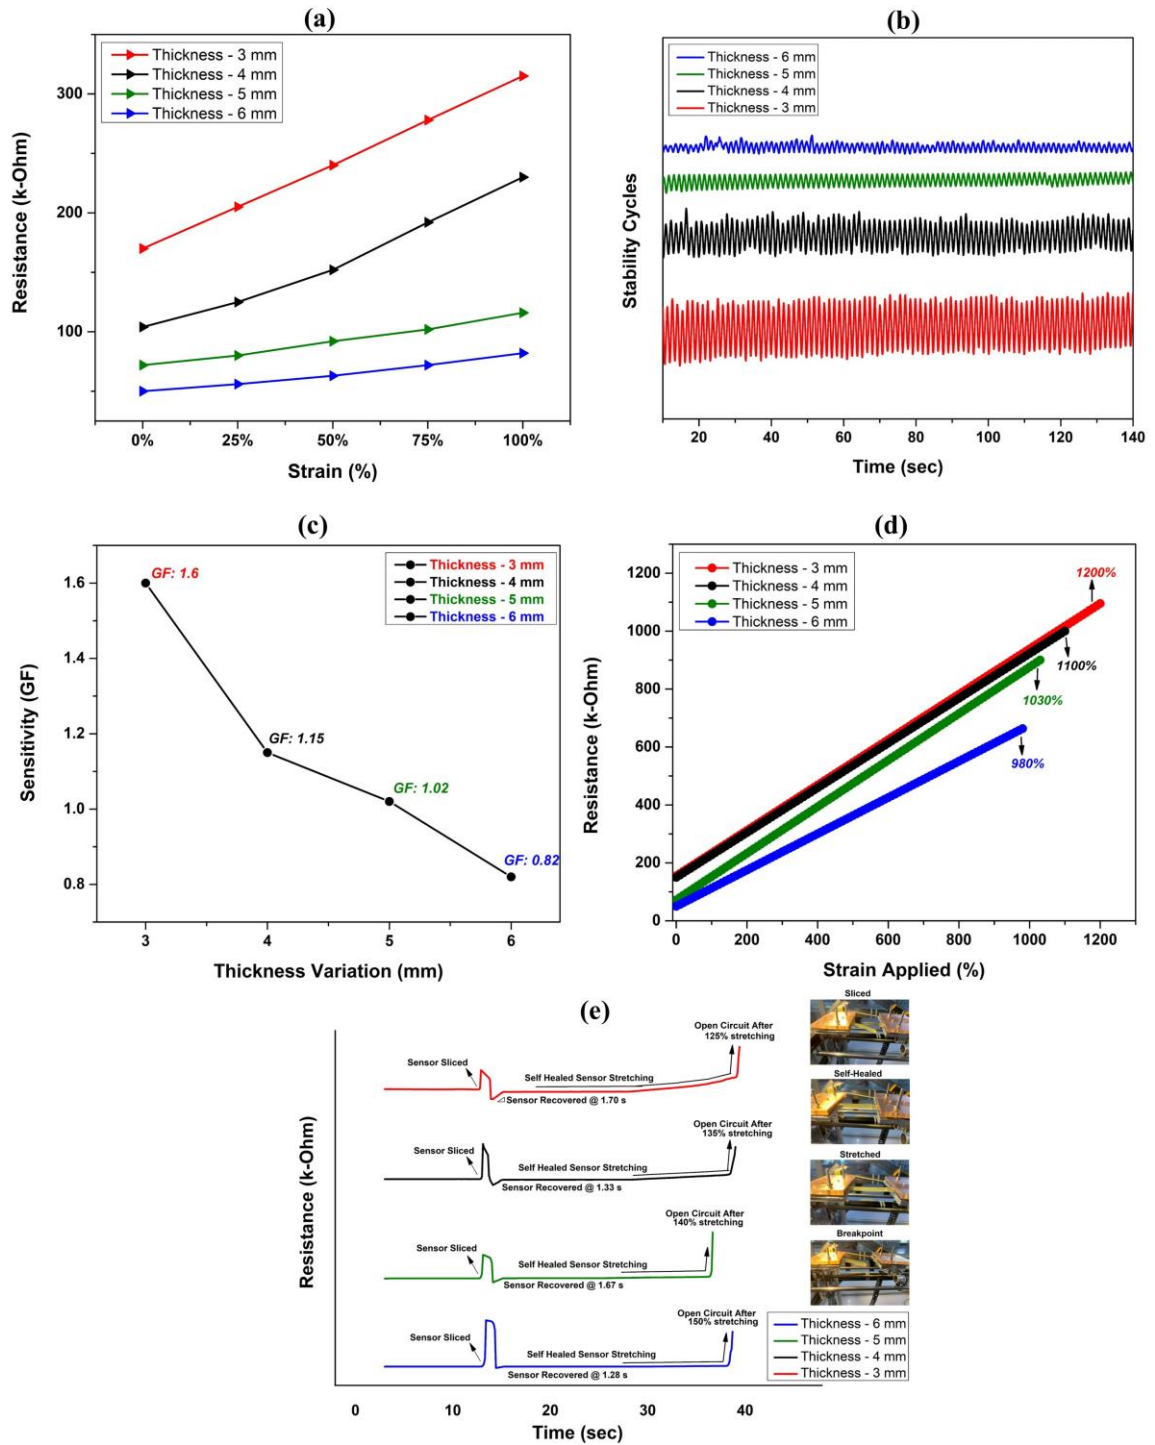 (a)
Thickness - 3 mm
Thickness - 4 mm
Thickness - 5 mm
Thickness - 6 mm
300
200
100
Resistance (k-Ohm)
0% 25% 50% 75% 100%
Strain (%)
(b)
Thickness - 6 mm
Thickness - 5 mm
Thickness - 4 mm
Thickness - 3 mm
Stability Cycles
20 40 60 80 100 120 140
Time (sec)
(c)
Thickness - 3 mm
Thickness - 4 mm
Thickness - 5 mm
Thickness - 6 mm
GF: 1.6
GF: 1.15
GF: 1.02
GF: 0.82
1.6
1.4
1.2
1.0
0.8
Sensitivity (GF)
3 4 5 6
Thickness Variation (mm)
(d)
Thickness - 3 mm
Thickness - 4 mm
Thickness - 5 mm
Thickness - 6 mm
1200%
1100%
1030%
980%
1200
1000
800
600
400
200
0
Resistance (k-Ohm)
0 200 400 600 800 1000 1200
Strain Applied (%)
(e)
Resistance (k-Ohm)
Sensor Sliced
Self Healed Sensor Stretching
Sensor Recovered @ 1.70 s
Open Circuit After
125% stretching
Sensor Sliced
Self Healed Sensor Stretching
Sensor Recovered @ 1.33 s
Open Circuit After
135% stretching
Sensor Sliced
Self Healed Sensor Stretching
Sensor Recovered @ 1.67 s
Open Circuit After
140% stretching
Sensor Sliced
Self Healed Sensor Stretching
Sensor Recovered @ 1.28 s
Open Circuit After
150% stretching
Sliced
Self-Healed
Stretched
Breakpoint
Thickness - 6 mm
Thickness - 5 mm
Thickness - 4 mm
Thickness - 3 mm
0 10 20 30 40
Time (sec)